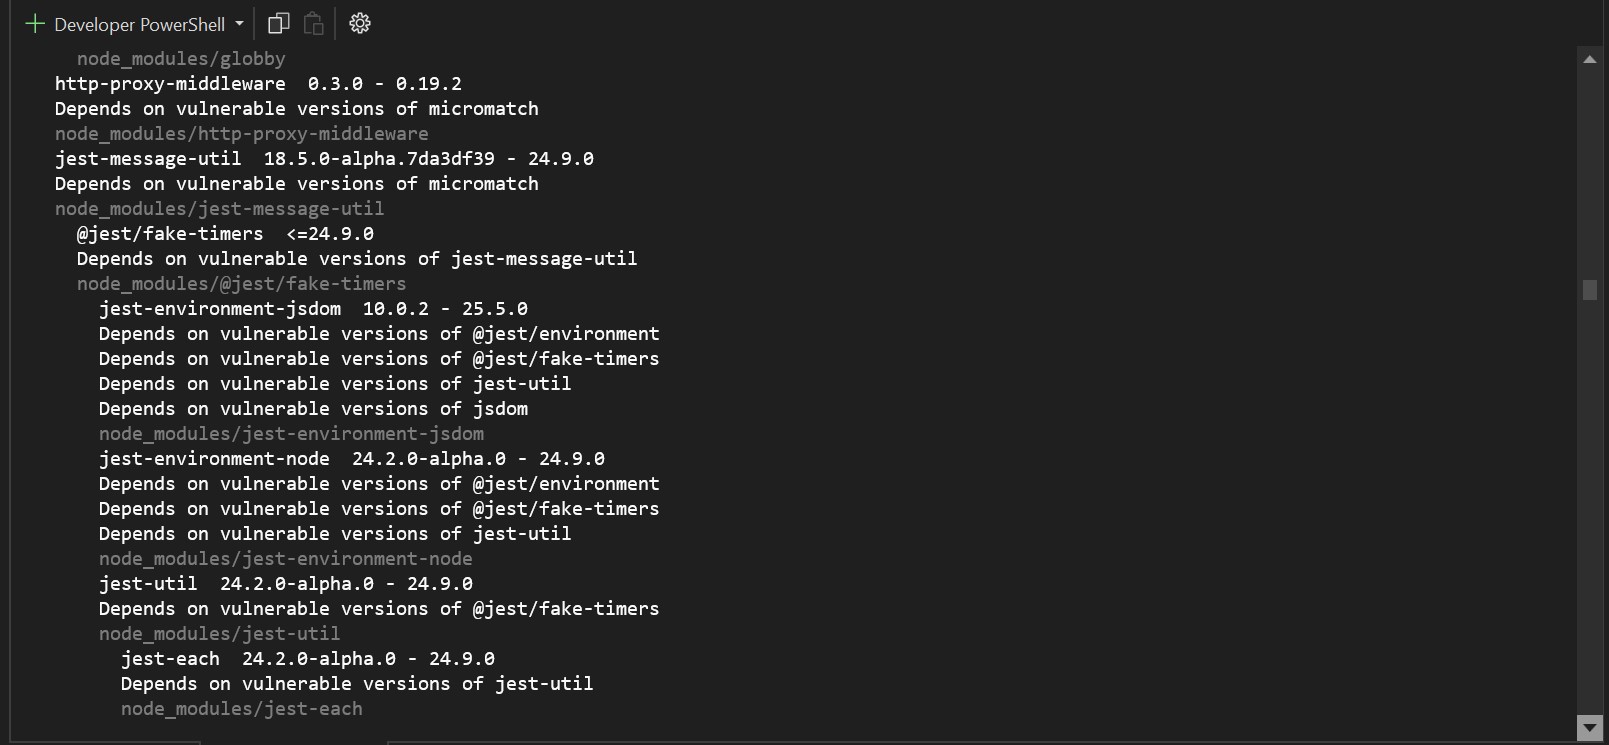 Developer PowerShell
node_modules/globby
http-proxy-middleware  0.3.0 - 0.19.2
Depends on vulnerable versions of micromatch
node_modules/http-proxy-middleware
jest-message-util  18.5.0-alpha.7da3df39 - 24.9.0
Depends on vulnerable versions of micromatch
node_modules/jest-message-util
@jest/fake-timers  <=24.9.0
Depends on vulnerable versions of jest-message-util
node_modules/@jest/fake-timers
jest-environment-jsdom  10.0.2 - 25.5.0
Depends on vulnerable versions of @jest/environment
Depends on vulnerable versions of @jest/fake-timers
Depends on vulnerable versions of jest-util
Depends on vulnerable versions of jsdom
node_modules/jest-environment-jsdom
jest-environment-node  24.2.0-alpha.0 - 24.9.0
Depends on vulnerable versions of @jest/environment
Depends on vulnerable versions of @jest/fake-timers
Depends on vulnerable versions of jest-util
node_modules/jest-environment-node
jest-util  24.2.0-alpha.0 - 24.9.0
Depends on vulnerable versions of @jest/fake-timers
node_modules/jest-util
jest-each  24.2.0-alpha.0 - 24.9.0
Depends on vulnerable versions of jest-util
node_modules/jest-each